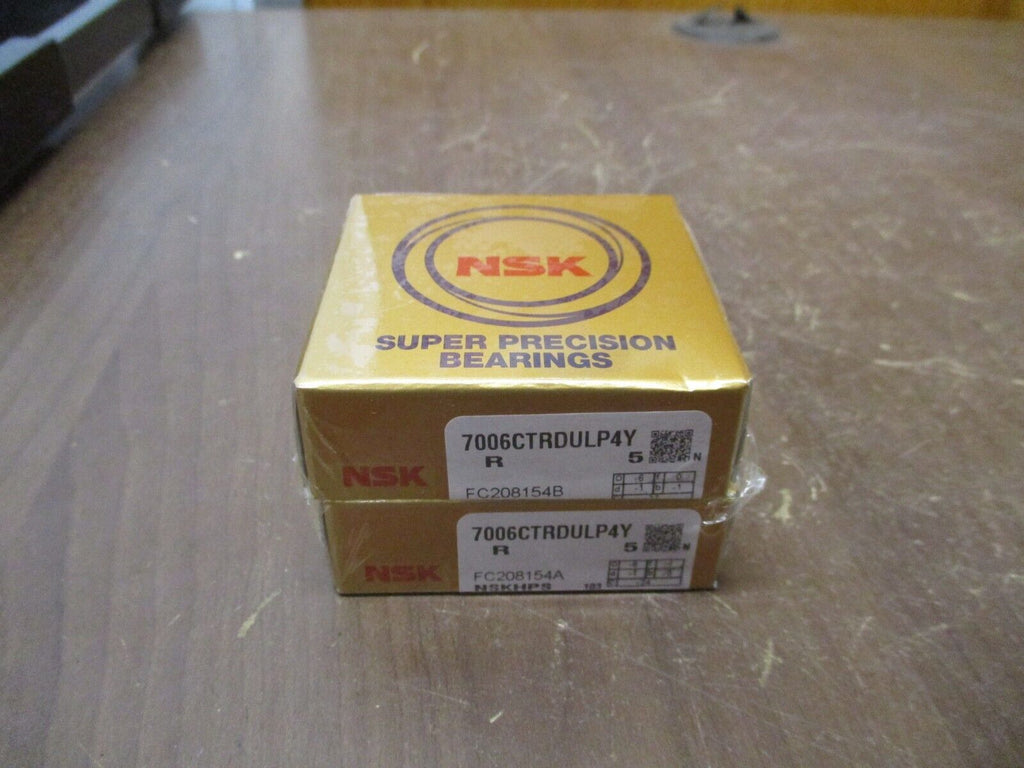 NSK
SUPER PRECISION
BEARINGS
7006CTRDULP4Y
R 5 N
NSK
FC208154B
7006CTRDULP4Y
R 5 N
NSK
FC208154A
NSKHPS